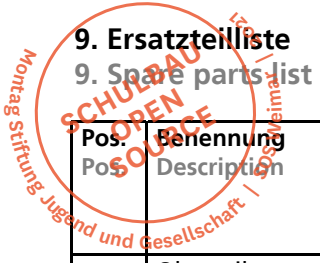 9. Ersatzteilliste
9. Spare parts list
Pos. Benennung
Pos. Description
SCHULBAU
OPEN
SOURCE
Montag Stiftung Jugend und Gesellschaft |